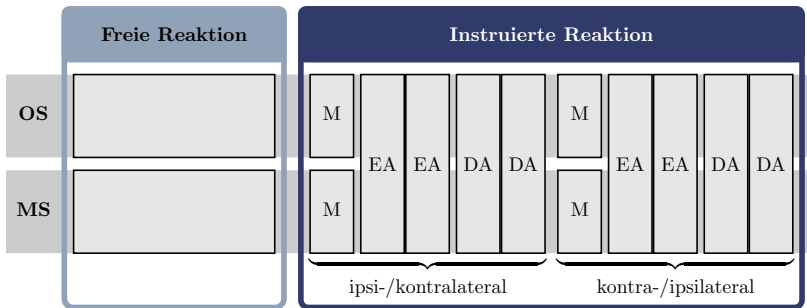 Freie Reaktion
Instruierte Reaktion
OS
M
M
EA
EA
DA
DA
EA
EA
DA
DA
MS
M
M
ipsi-/kontralateral
kontra-/ipsilateral